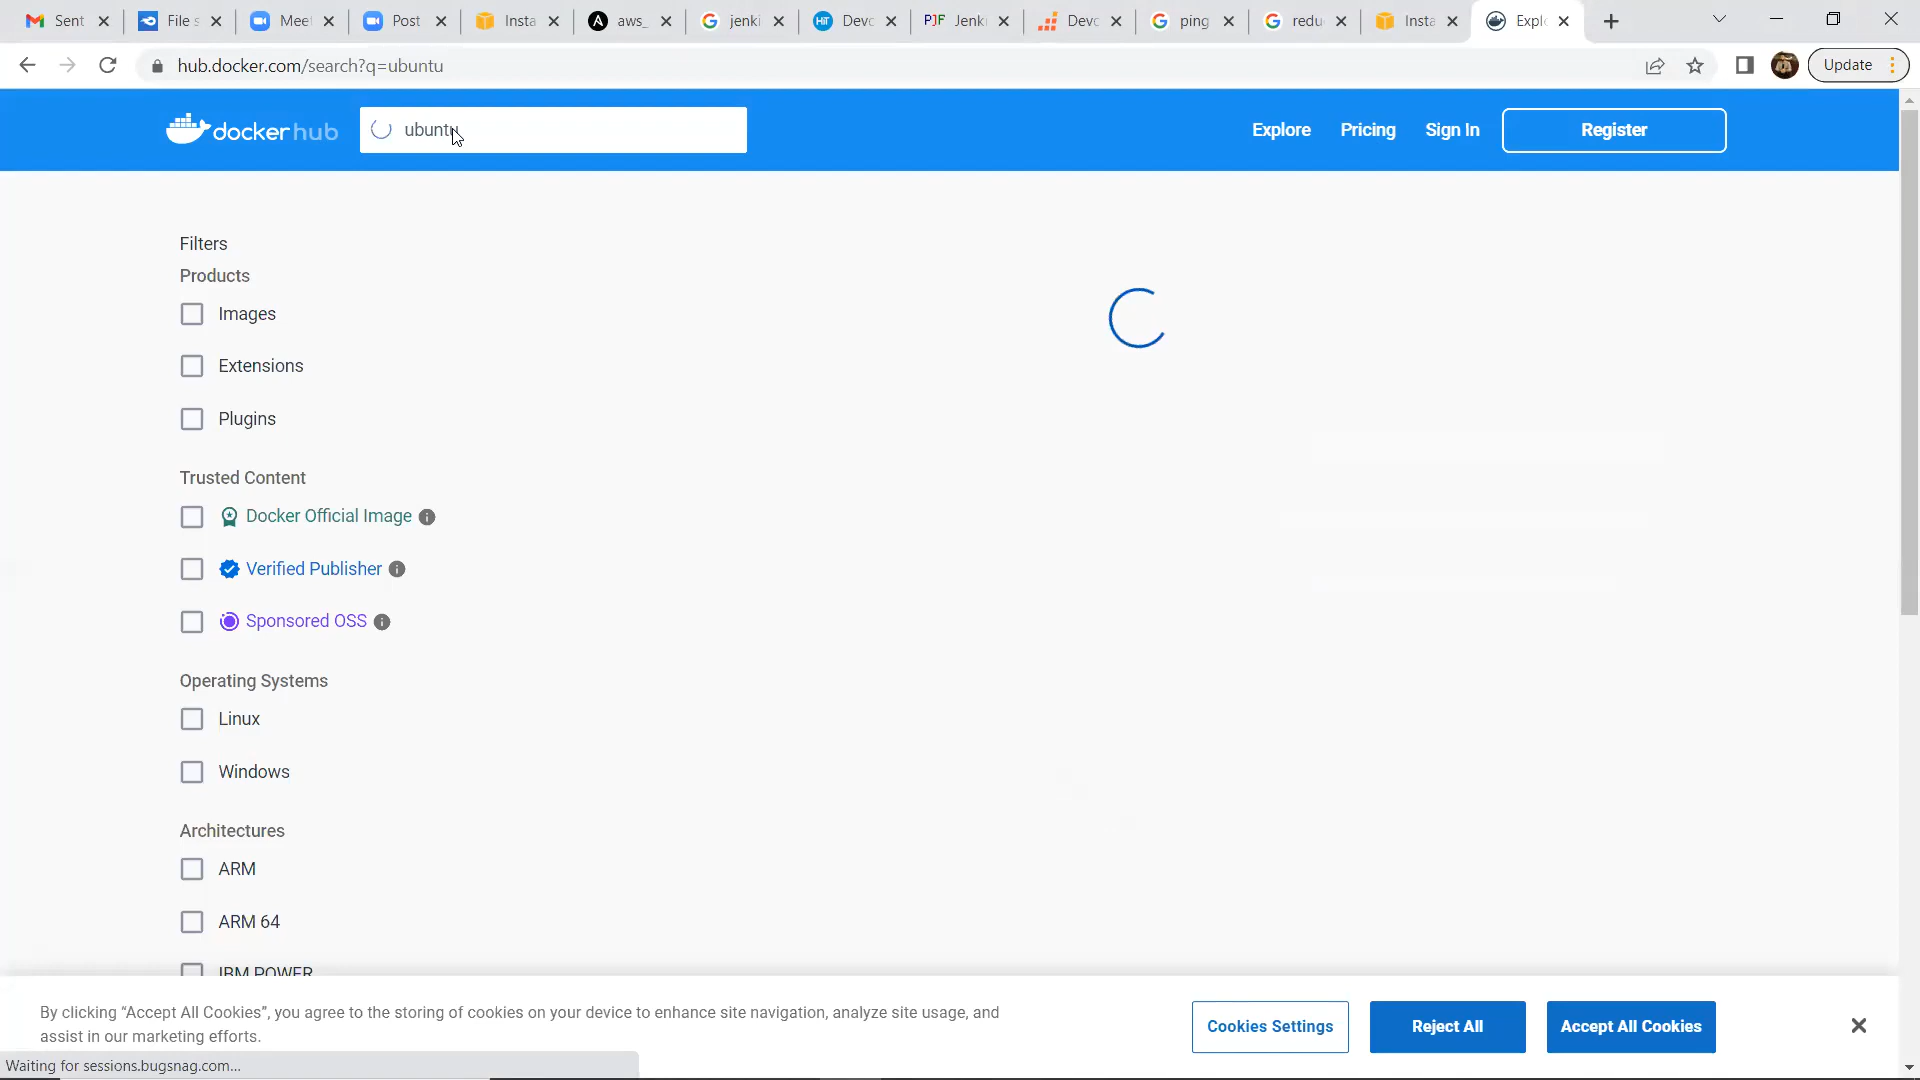 Sent
File s
Meet
Post
Insta
aws_
jenki
Devo
Jenki
Devo
ping
redu
Insta
Explo
hub.docker.com/search?q=ubuntu
Update
dockerhub
ubuntu
Explore
Pricing
Sign In
Register
Filters
Products
Images
Extensions
Plugins
Trusted Content
Docker Official Image
Verified Publisher
Sponsored OSS
Operating Systems
Linux
Windows
Architectures
ARM
ARM 64
IBM POWER
By clicking “Accept All Cookies”, you agree to the storing of cookies on your device to enhance site navigation, analyze site usage, and
assist in our marketing efforts.
Cookies Settings
Reject All
Accept All Cookies
Waiting for sessions.bugsnag.com...